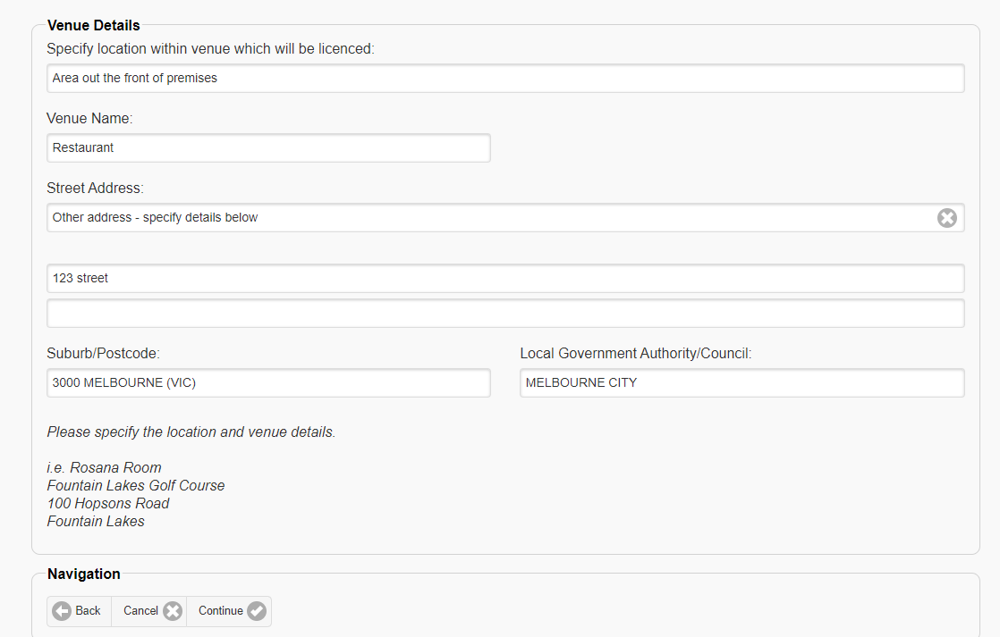 Venue Details
Specify location within venue which will be licenced:
Area out the front of premises
Venue Name:
Restaurant
Street Address:
Other address - specify details below
123 street
Suburb/Postcode:
Local Government Authority/Council:
3000 MELBOURNE (VIC)
MELBOURNE CITY
Please specify the location and venue details.
i.e. Rosana Room
Fountain Lakes Golf Course
100 Hopsons Road
Fountain Lakes
Navigation
Back
Cancel
Continue